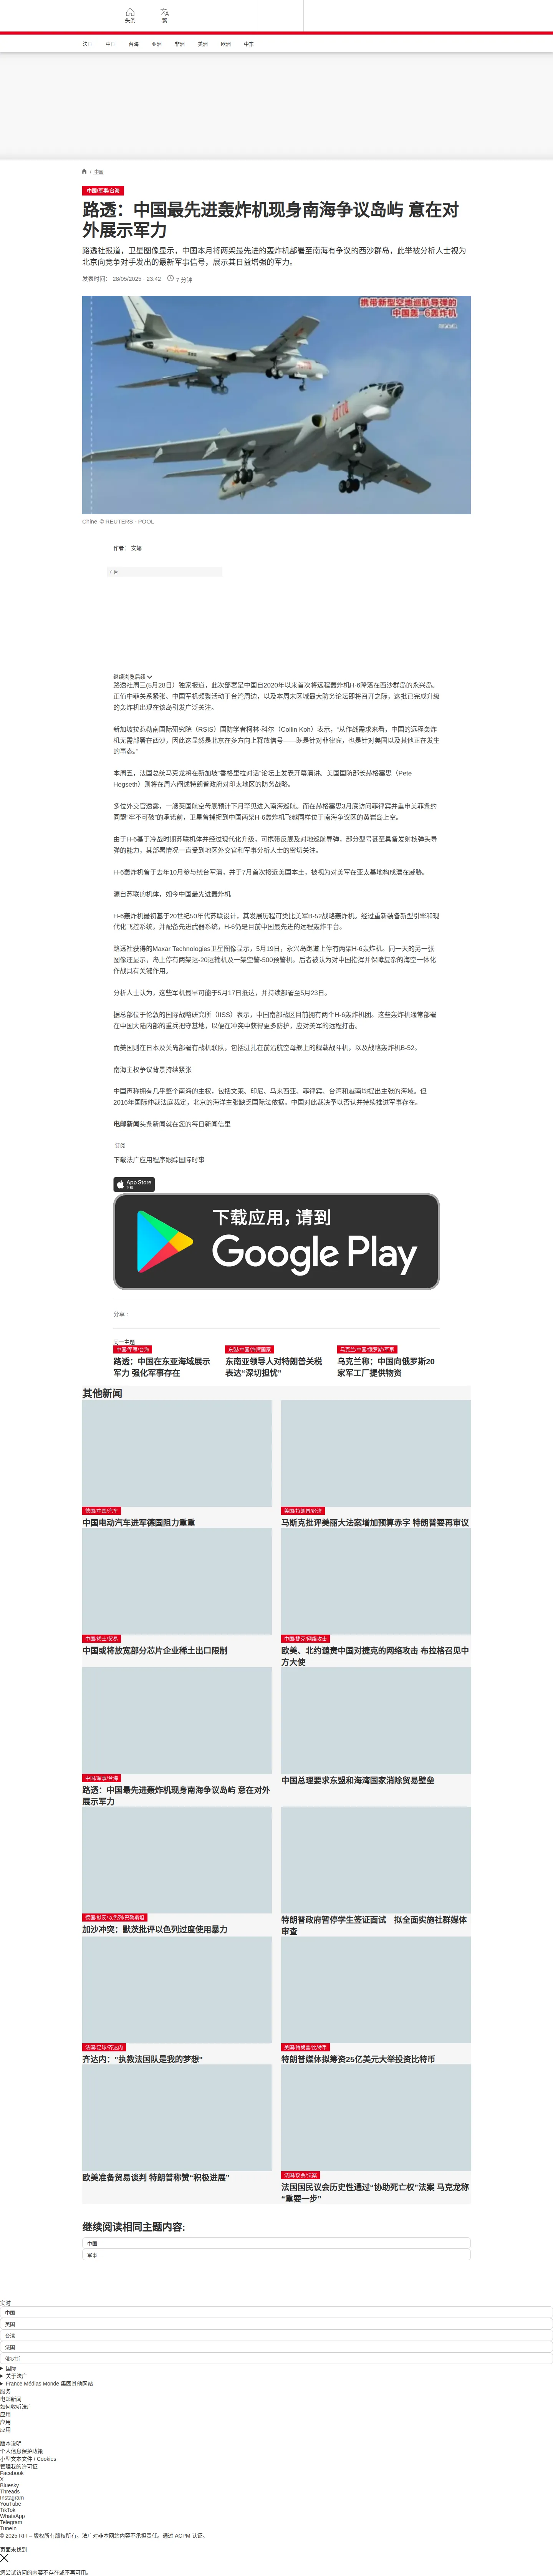 头条
繁
法国
中国
台海
亚洲
非洲
美洲
欧洲
中东
/ 主题
中国/军事/台海
路透：中国最先进轰炸机现身南海争议岛屿 意在对
外展示军力
路透社报道，卫星图像显示，中国本月将两架最先进的轰炸机部署至南海有争议的西沙群岛，此举被分析人士视为
北京向竞争对手发出的最新军事信号，展示其日益增强的军力。
发表时间： 28/05/2025 - 23:42
7 分钟
携带新型空地巡航导弹的
中国轰-6轰炸机
Chine © REUTERS - POOL
作者： 安娜
广告
继续浏览后续
路透社周三(5月28日）独家报道，此次部署是中国自2020年以来首次将远程轰炸机H-6降落在西沙群岛的永兴岛。
正值中菲关系紧张、中国军机频繁活动于台湾周边，以及本周末区域最大防务论坛即将召开之际，这批已完成升级
的轰炸机出现在该岛引发广泛关注。
新加坡拉惹勒南国际研究院（RSIS）国防学者柯林·科尔（Collin Koh）表示，“从作战需求来看，中国的远程轰炸
机无需部署在西沙，因此这显然是北京在多方向上释放信号——既是针对菲律宾，也是针对美国以及其他正在发生
的事态。”
本周五，法国总统马克龙将在新加坡“香格里拉对话”论坛上发表开幕演讲。美国国防部长赫格塞思（Pete
Hegseth）则将在周六阐述特朗普政府对印太地区的防务战略。
多位外交官透露，一艘英国航空母舰预计下月罕见进入南海巡航。而在赫格塞思3月底访问菲律宾并重申美菲条约
同盟“牢不可破”的承诺前，卫星曾捕捉到中国两架H-6轰炸机飞越同样位于南海争议区的黄岩岛上空。
由于H-6基于冷战时期苏联机体并经过现代化升级，可携带反舰及对地巡航导弹，部分型号甚至具备发射核弹头导
弹的能力，其部署情况一直受到地区外交官和军事分析人士的密切关注。
H-6轰炸机曾于去年10月参与绕台军演，并于7月首次接近美国本土，被视为对美军在亚太基地构成潜在威胁。
源自苏联的机体，如今中国最先进轰炸机
H-6轰炸机最初基于20世纪50年代苏联设计，其发展历程可类比美军B-52战略轰炸机。经过重新装备新型引擎和现
代化飞控系统，并配备先进武器系统，H-6仍是目前中国最先进的远程轰炸平台。
路透社获得的Maxar Technologies卫星图像显示，5月19日，永兴岛跑道上停有两架H-6轰炸机。同一天的另一张
图像还显示，岛上停有两架运-20运输机及一架空警-500预警机。后者被认为对中国指挥并保障复杂的海空一体化
作战具有关键作用。
分析人士认为，这些军机最早可能于5月17日抵达，并持续部署至5月23日。
据总部位于伦敦的国际战略研究所（IISS）表示，中国南部战区目前拥有两个H-6轰炸机团。这些轰炸机通常部署
在中国大陆内部的重兵把守基地，以便在冲突中获得更多防护，应对美军的远程打击。
而美国则在日本及关岛部署有战机联队，包括驻扎在前沿航空母舰上的舰载战斗机，以及战略轰炸机B-52。
南海主权争议背景持续紧张
中国声称拥有几乎整个南海的主权，包括文莱、印尼、马来西亚、菲律宾、台湾和越南均提出主张的海域。但
2016年国际仲裁法庭裁定，北京的海洋主张缺乏国际法依据。中国对此裁决予以否认并持续推进军事存在。
电邮新闻头条新闻就在您的每日新闻信里
订阅
下载法广应用程序跟踪国际时事
App Store
下载
下载应用，请到
Google Play
分享 :
同一主题
中国/军事/台海
路透：中国在东亚海域展示
军力 强化军事存在
东盟/中国/海湾国家
东南亚领导人对特朗普关税
表达“深切担忧”
乌克兰/中国/俄罗斯/军事
乌克兰称：中国向俄罗斯20
家军工厂提供物资
其他新闻
德国/中国/汽车
中国电动汽车进军德国阻力重重
美国/特朗普/经济
马斯克批评美丽大法案增加预算赤字 特朗普要再审议
中国/稀土/贸易
中国或将放宽部分芯片企业稀土出口限制
中国/捷克/网络攻击
欧美、北约谴责中国对捷克的网络攻击 布拉格召见中
方大使
中国/军事/台海
路透：中国最先进轰炸机现身南海争议岛屿 意在对外
展示军力
中国总理要求东盟和海湾国家消除贸易壁垒
德国/默茨/以色列/巴勒斯坦
加沙冲突：默茨批评以色列过度使用暴力
特朗普政府暂停学生签证面试　拟全面实施社群媒体
审查
法国/足球/齐达内
齐达内："执教法国队是我的梦想"
美国/特朗普/比特币
特朗普媒体拟筹资25亿美元大举投资比特币
欧美准备贸易谈判 特朗普称赞“积极进展”
法国/议会/法案
法国国民议会历史性通过“协助死亡权”法案 马克龙称
“重要一步”
继续阅读相同主题内容:
中国
军事
实时
中国
美国
台湾
法国
俄罗斯
国际
关于法广
France Médias Monde 集团其他网站
服务
电邮新闻
如何收听法广
应用
应用
应用
版本说明
个人信息保护政策
小型文本文件 / Cookies
管理我的许可证
Facebook
X
Bluesky
Threads
Instagram
YouTube
TikTok
WhatsApp
Telegram
TuneIn
© 2025 RFI – 版权所有版权所有。法广对非本网站内容不承担责任。通过 ACPM 认证。
页面未找到
您尝试访问的内容不存在或不再可用。